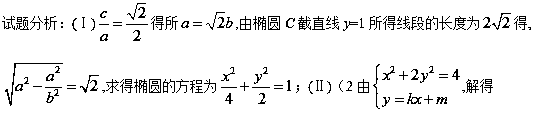 试题分析：(Ⅰ) $\frac{c}{a}=\frac{\sqrt{2}}{2}$ 得所 $a=\sqrt{2}b$,由椭圆 C 截直线 y=1 所得线段的长度为 $2\sqrt{2}$ 得,
$\sqrt{a^2-\frac{a^2}{b^2}}=\sqrt{2}$,求得椭圆的方程为 $\frac{x^2}{4}+\frac{y^2}{2}=1$；(Ⅱ)（2 由 $\begin{cases}x^2+2y^2=4\\y=kx+m\end{cases}$,解得